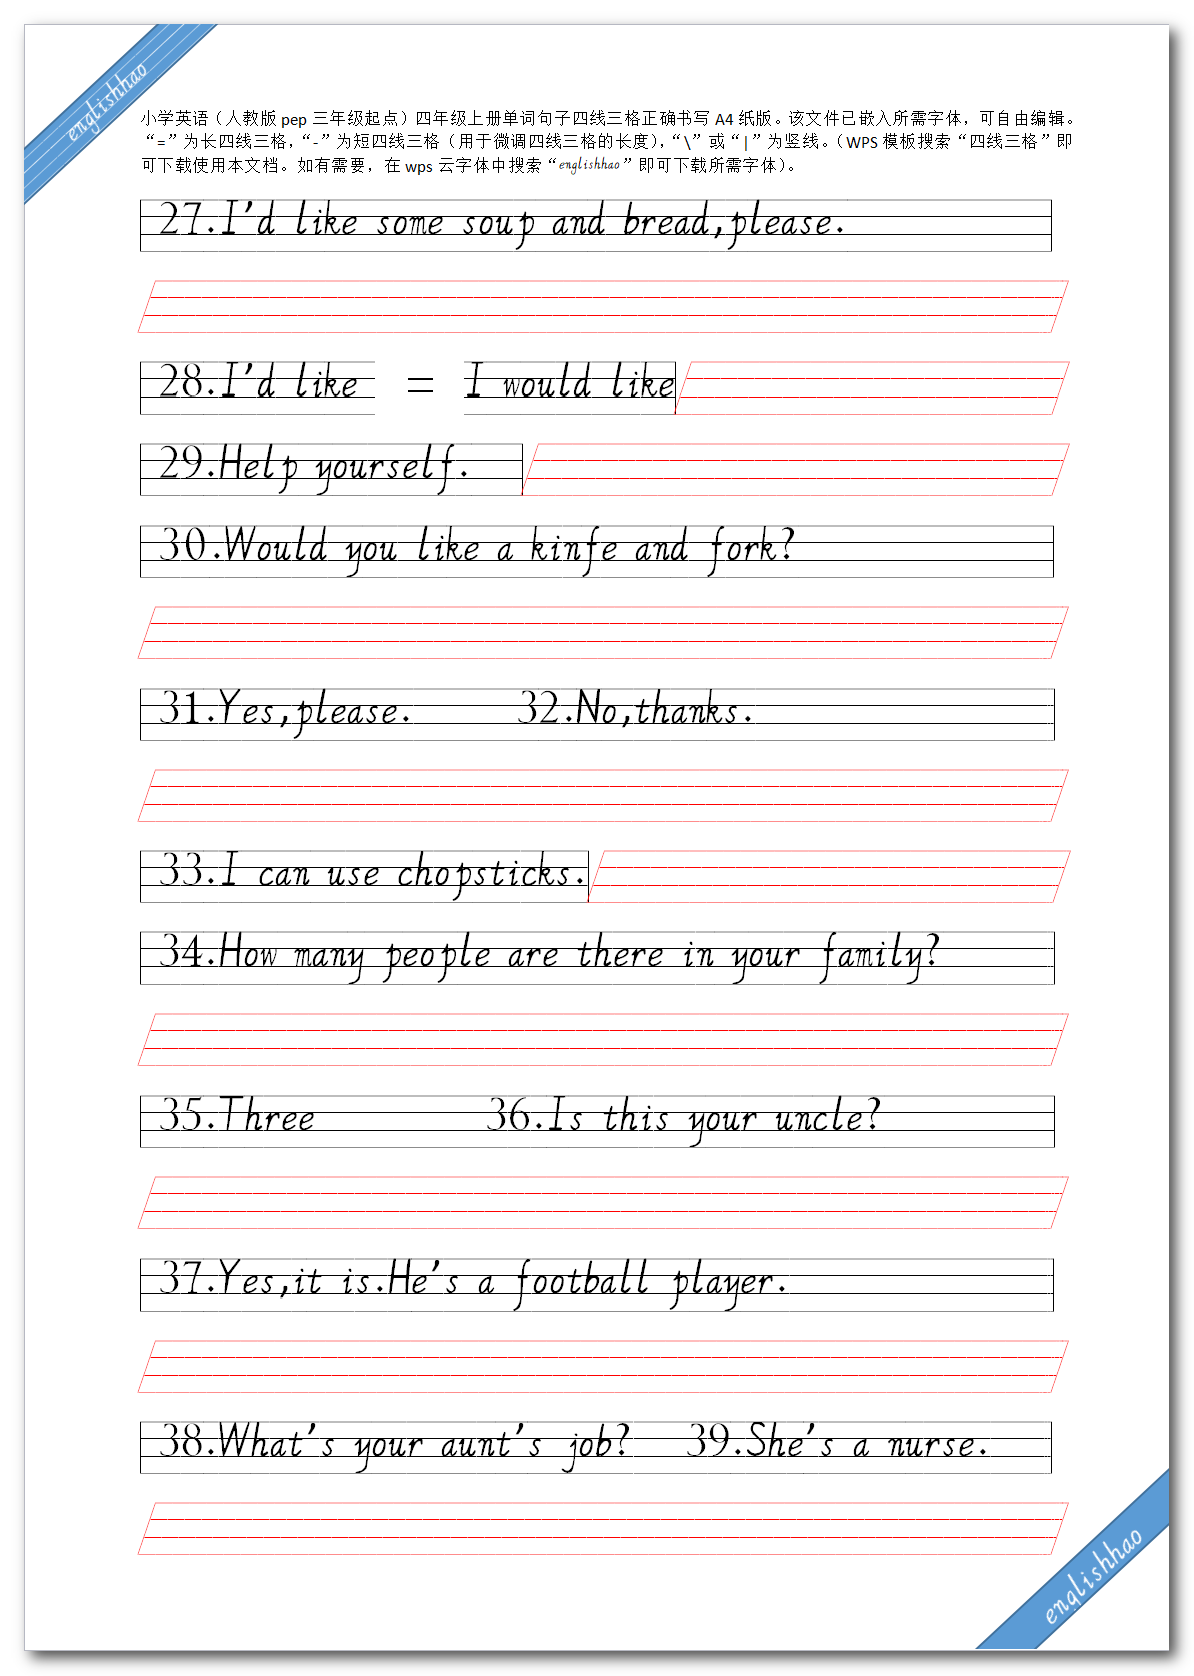 englishhao
小学英语（人教版 pep 三年级起点）四年级上册单词句子四线三格正确书写 A4 纸版。该文件已嵌入所需字体，可自由编辑。
“=”为长四线三格，“-”为短四线三格（用于微调四线三格的长度），“\”或“|”为竖线。（WPS 模板搜索“四线三格”即
可下载使用本文档。如有需要，在 wps 云字体中搜索“englishhao”即可下载所需字体）。
27.I'd like some soup and bread,please.
28.I'd like = I would like
29.Help yourself.
30.Would you like a kinfe and fork?
31.Yes,please. 32.No,thanks.
33.I can use chopsticks.
34.How many people are there in your family?
35.Three 36.Is this your uncle?
37.Yes,it is.He's a football player.
38.What's your aunt's job? 39.She's a nurse.
englishhao